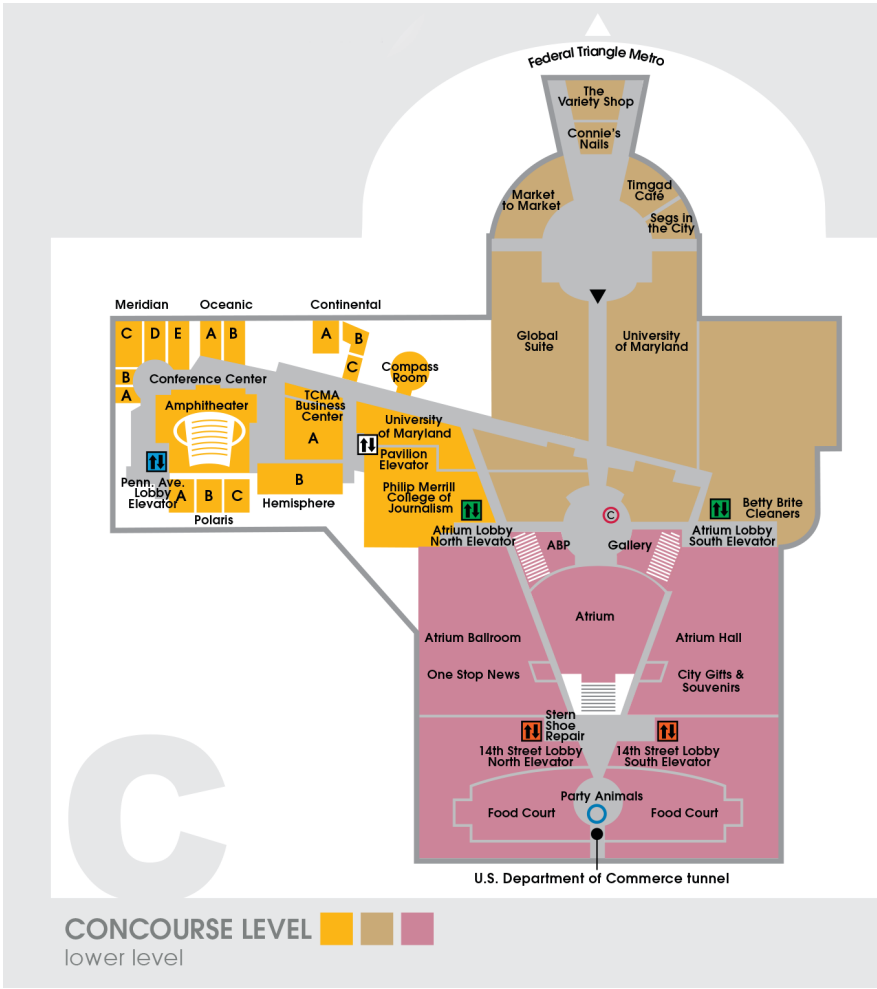 Federal Triangle Metro
The
Variety Shop
Connie's
Nails
Market
to Market
Timgad
Café
Segs in
the City
Meridian
Oceanic
Continental
C
D
E
A
B
A
B
C
B
A
Conference Center
Compass
Room
Global
Suite
University
of Maryland
Amphitheater
TCMA
Business
Center
A
University
of Maryland
Pavilion
Elevator
Penn. Ave.
Lobby
Elevator
A
B
C
Polaris
B
Hemisphere
Philip Merrill
College of
Journalism
Atrium Lobby
North Elevator
C
Betty Brite
Cleaners
Atrium Lobby
South Elevator
ABP
Gallery
Atrium
Atrium Ballroom
Atrium Hall
One Stop News
City Gifts &
Souvenirs
Stern
Shoe
Repair
14th Street Lobby
North Elevator
14th Street Lobby
South Elevator
Party Animals
Food Court
Food Court
U.S. Department of Commerce tunnel
C
CONCOURSE LEVEL
lower level